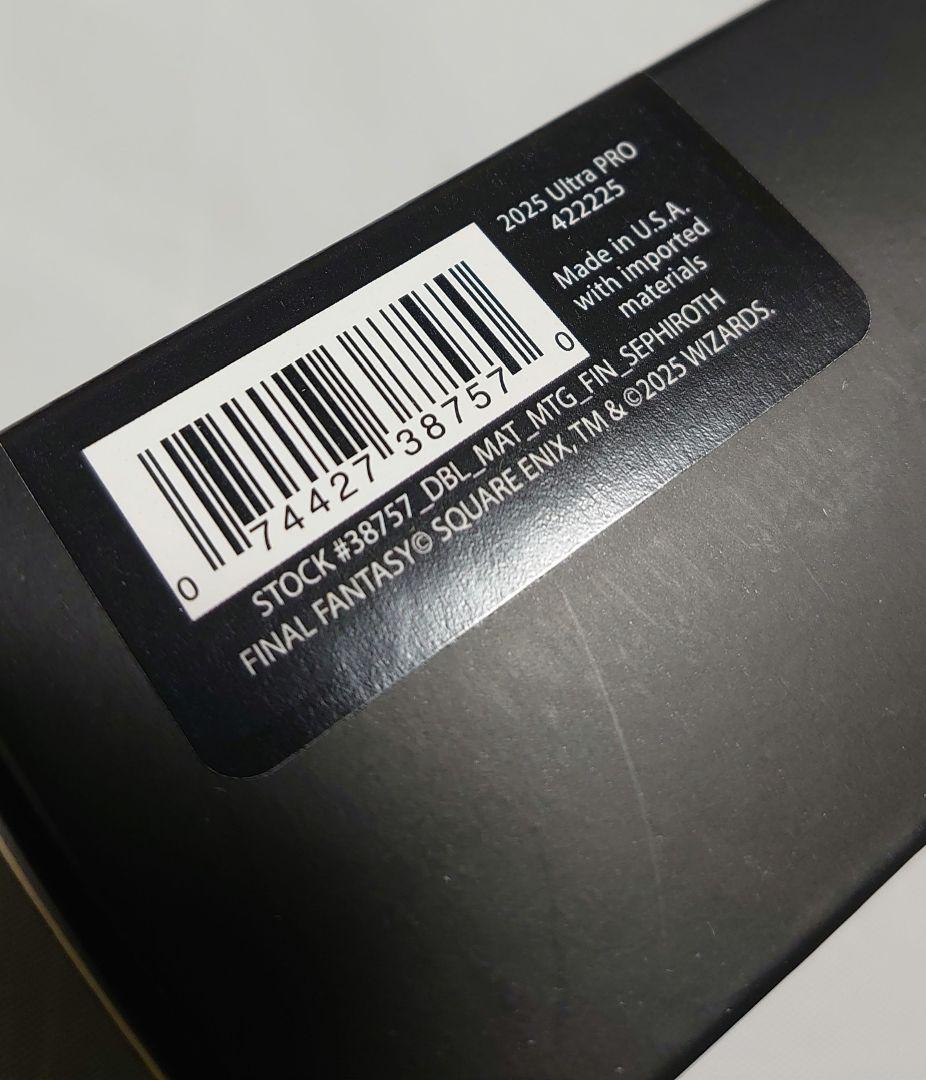 2025 Ultra PRO
422225
Made in U.S.A.
with imported
materials
0 74427 38757 0
STOCK #38757_DBL_MAT_MTG_FIN_SEPHIROTH
FINAL FANTASY© SQUARE ENIX, TM & ©2025 WIZARDS.